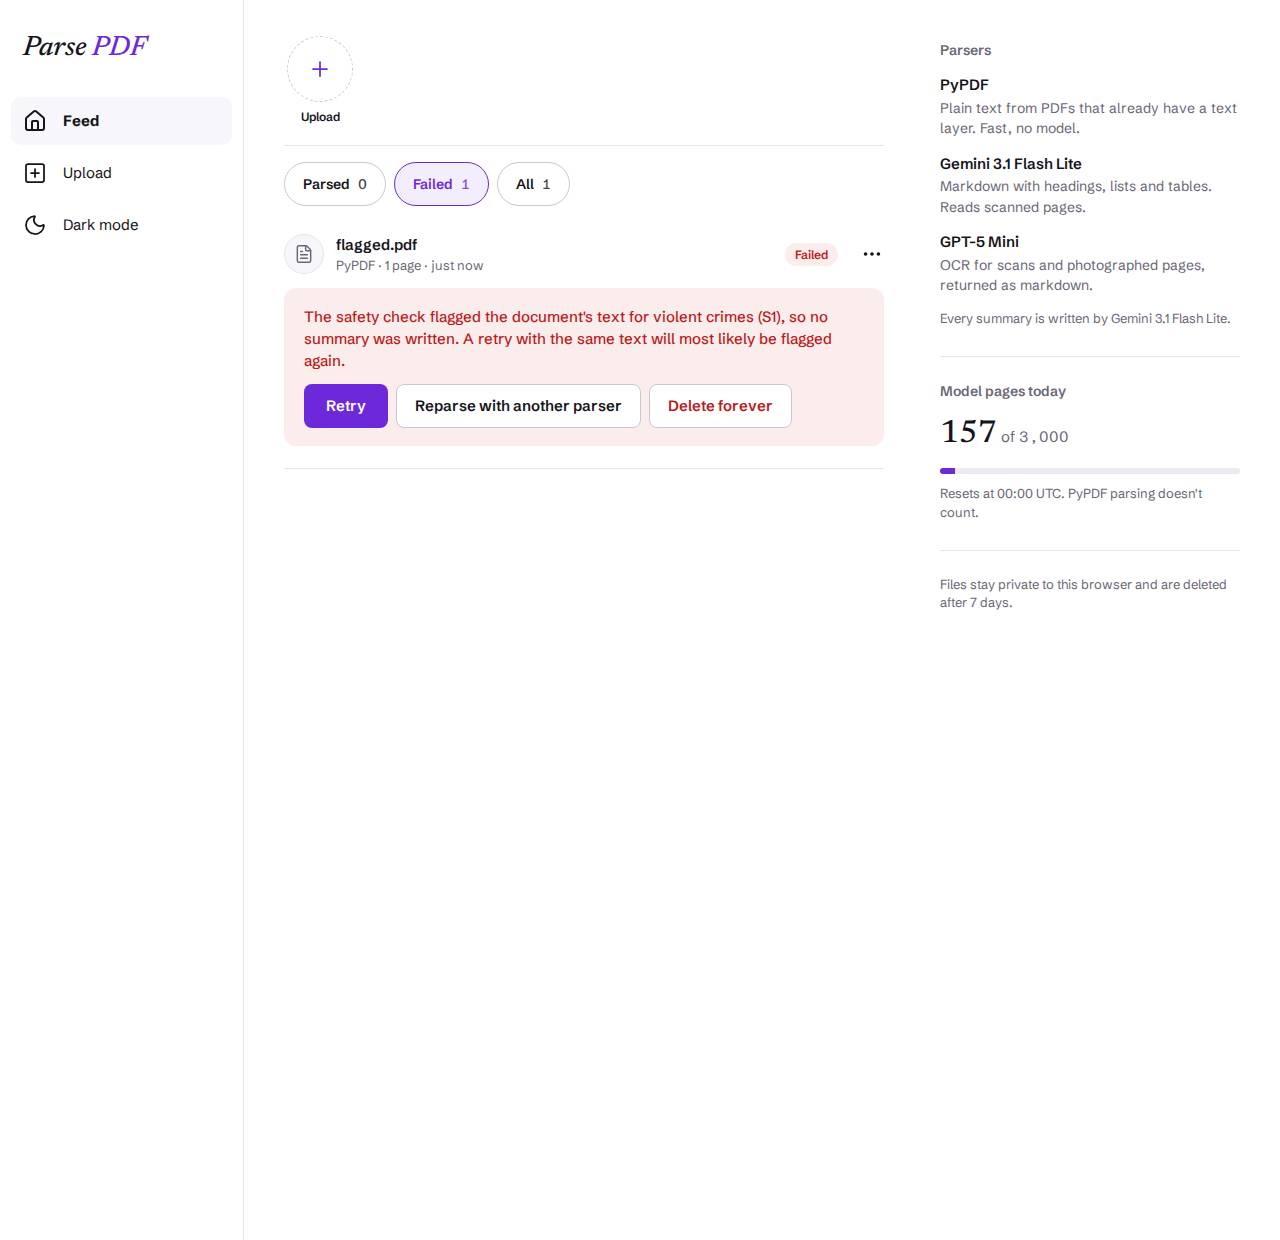 Parse PDF
Feed
Upload
Dark mode
Upload
Parsed 0
Failed 1
All 1
flagged.pdf
PyPDF · 1 page · just now
Failed
The safety check flagged the document's text for violent crimes (S1), so no
summary was written. A retry with the same text will most likely be flagged
again.
Retry
Reparse with another parser
Delete forever
Parsers
PyPDF
Plain text from PDFs that already have a text
layer. Fast, no model.
Gemini 3.1 Flash Lite
Markdown with headings, lists and tables.
Reads scanned pages.
GPT-5 Mini
OCR for scans and photographed pages,
returned as markdown.
Every summary is written by Gemini 3.1 Flash Lite.
Model pages today
157 of 3,000
Resets at 00:00 UTC. PyPDF parsing doesn't
count.
Files stay private to this browser and are deleted
after 7 days.